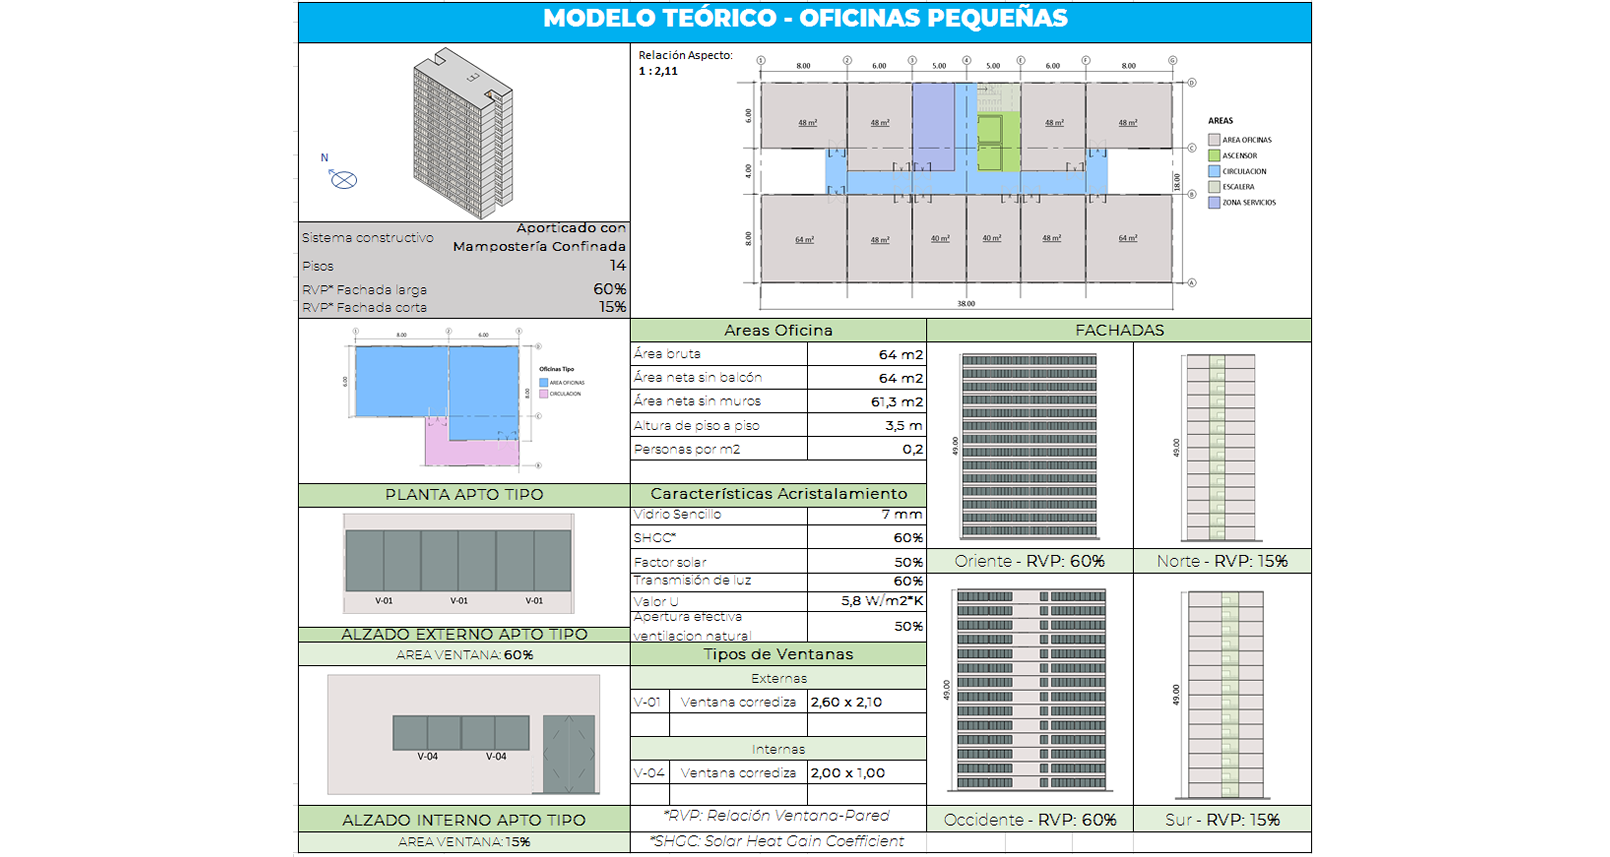 MODELO TEÓRICO - OFICINAS PEQUEÑAS
N
Sistema constructivo Aporticado con Mampostería Confinada
Pisos 14
RVP* Fachada larga 60%
RVP* Fachada corta 15%
Relación Aspecto:
1 : 2,11
8.00 6.00 5.00 5.00 6.00 8.00
6.00
4.00
8.00
18.00
38.00
48 m² 48 m² 48 m² 48 m²
64 m² 48 m² 40 m² 40 m² 48 m² 64 m²
AREAS
AREA OFICINAS
ASCENSOR
CIRCULACION
ESCALERA
ZONA SERVICIOS
8.00 6.00
6.00
8.00
Oficinas Tipo
AREA OFICINAS
CIRCULACION
PLANTA APTO TIPO
V-01 V-01 V-01
ALZADO EXTERNO APTO TIPO
AREA VENTANA: 60%
V-04 V-04
ALZADO INTERNO APTO TIPO
AREA VENTANA: 15%
Areas Oficina
Área bruta 64 m2
Área neta sin balcón 64 m2
Área neta sin muros 61,3 m2
Altura de piso a piso 3,5 m
Personas por m2 0,2
Características Acristalamiento
Vidrio Sencillo 7 mm
SHGC* 60%
Factor solar 50%
Transmisión de luz 60%
Valor U 5,8 W/m2*K
Apertura efectiva ventilacion natural 50%
Tipos de Ventanas
Externas
V-01 Ventana corrediza 2,60 x 2,10
Internas
V-04 Ventana corrediza 2,00 x 1,00
*RVP: Relación Ventana-Pared
*SHGC: Solar Heat Gain Coefficient
FACHADAS
49.00
49.00
Oriente - RVP: 60%
Norte - RVP: 15%
49.00
49.00
Occidente - RVP: 60%
Sur - RVP: 15%